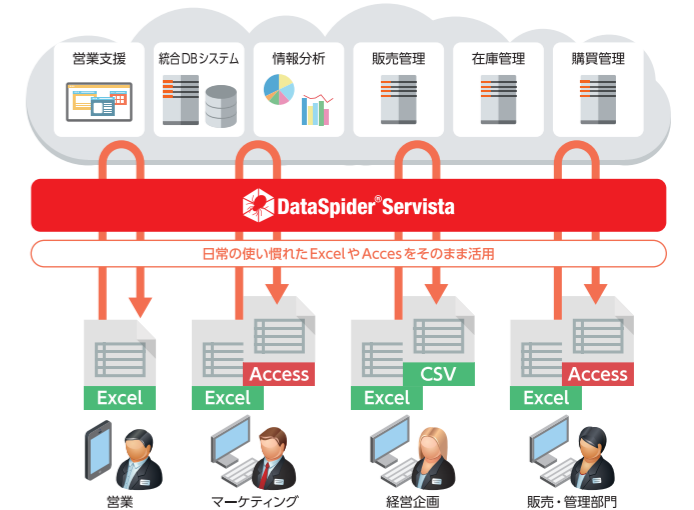 営業支援
統合DBシステム
情報分析
販売管理
在庫管理
購買管理
DataSpider® Servista
日常の使い慣れたExcelやAccesをそのまま活用
Access
CSV
Access
Excel
Excel
Excel
Excel
営業
マーケティング
経営企画
販売・管理部門